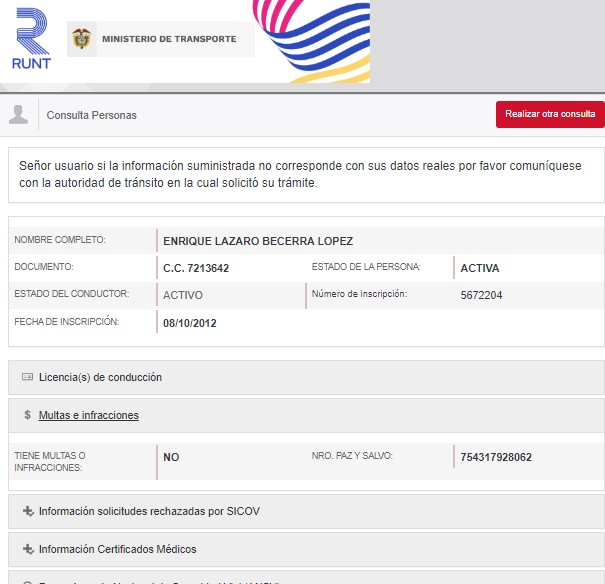 RUNT
MINISTERIO DE TRANSPORTE
Consulta Personas
Realizar otra consulta
Señor usuario si la información suministrada no corresponde con sus datos reales por favor comuníquese
con la autoridad de tránsito en la cual solicitó su trámite.
NOMBRE COMPLETO: ENRIQUE LAZARO BECERRA LOPEZ
DOCUMENTO: C.C. 7213642 ESTADO DE LA PERSONA: ACTIVA
ESTADO DEL CONDUCTOR: ACTIVO Número de inscripción: 5672204
FECHA DE INSCRIPCIÓN: 08/10/2012
Licencia(s) de conducción
$ Multas e infracciones
TIENE MULTAS O
INFRACCIONES: NO NRO. PAZ Y SALVO: 754317928062
Información solicitudes rechazadas por SICOV
Información Certificados Médicos